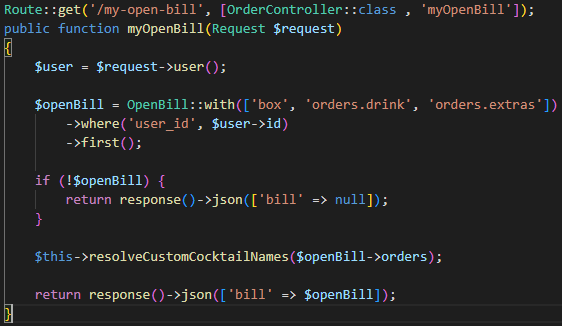 Route::get('/my-open-bill', [OrderController::class , 'myOpenBill']);
public function myOpenBill(Request $request)
{
    $user = $request->user();

    $openBill = OpenBill::with(['box', 'orders.drink', 'orders.extras'])
        ->where('user_id', $user->id)
        ->first();

    if (!$openBill) {
        return response()->json(['bill' => null]);
    }

    $this->resolveCustomCocktailNames($openBill->orders);

    return response()->json(['bill' => $openBill]);
}